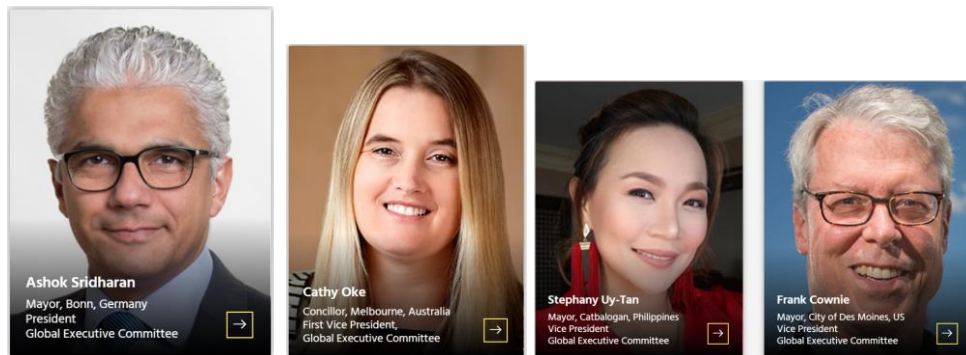 Ashok Sridharan
Mayor, Bonn, Germany
President
Global Executive Committee
Cathy Oke
Concillor, Melbourne, Australia
First Vice President,
Global Executive Committee
Stephany Uy-Tan
Mayor, Catbalogan, Philippines
Vice President
Global Executive Committee
Frank Cownie
Mayor, City of Des Moines, US
Vice President
Global Executive Committee